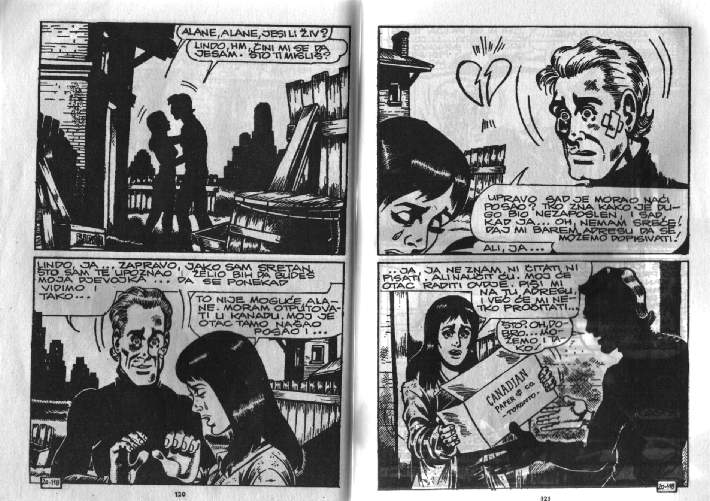 ALANE, ALANE, JESI LI ŽIV?
LINDO, HM, ČINI MI SE DA
JESAM. ŠTO TI MISLIŠ?
LINDO, JA... ZAPRAVO, JAKO SAM SRETAN
ŠTO SAM TE UPOZNAO I ŽELIO BIH DA BUDEŠ
MOJA DJEVOJKA... DA SE PONEKAD
VIDIMO
TAKO...
TO NIJE MOGUĆE ALA-
NE. MORAM OTPUTOVA-
TI U KANADU. MOJ JE
OTAC TAMO NAŠAO
POSAO!...
20-118
120
UPRAVO SAD JE MORAO NAĆI
POSAO? TKO ZNA KAKO JE DU-
GO BIO NEZAPOSLEN. I SAD,
KAD JA... OH, NEMAM SREĆE!
DAJ MI BAREM ADRESU DA SE
MOŽEMO DOPISIVATI!
ALI, JA...
...JA, JA NE ZNAM, NI ČITATI, NI
PISATI, ALI NAUČIT ĆU. MOJ ĆE
OTAC RADITI OVDJE. PIŠI MI
NA TU ADRESU,
VEĆ ĆE MI NE-
TKO PROČITATI...
ŠTO? OH, DO-
BRO... MO-
ŽEMO I TA-
KO!
CANADIAN
PAPER & CO.
-TORONTO-
20-118
121